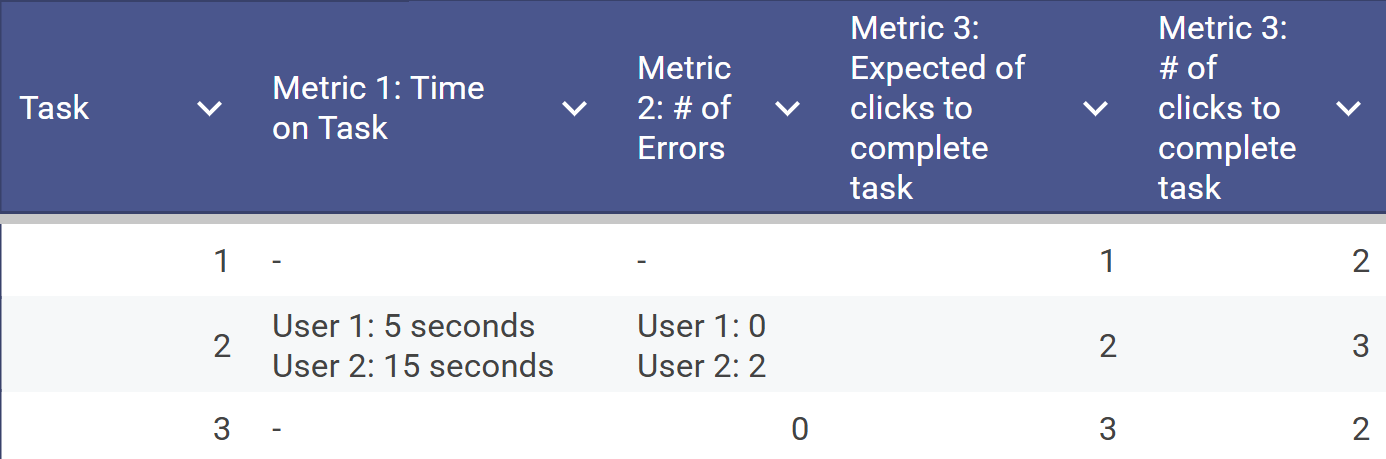 Task
Metric 1: Time
on Task
Metric
2: # of
Errors
Metric 3:
Expected of
clicks to
complete
task
Metric 3:
# of
clicks to
complete
task
1 - - 1 2
2
User 1: 5 seconds
User 2: 15 seconds
User 1: 0
User 2: 2
2
3
3 - 0 3 2